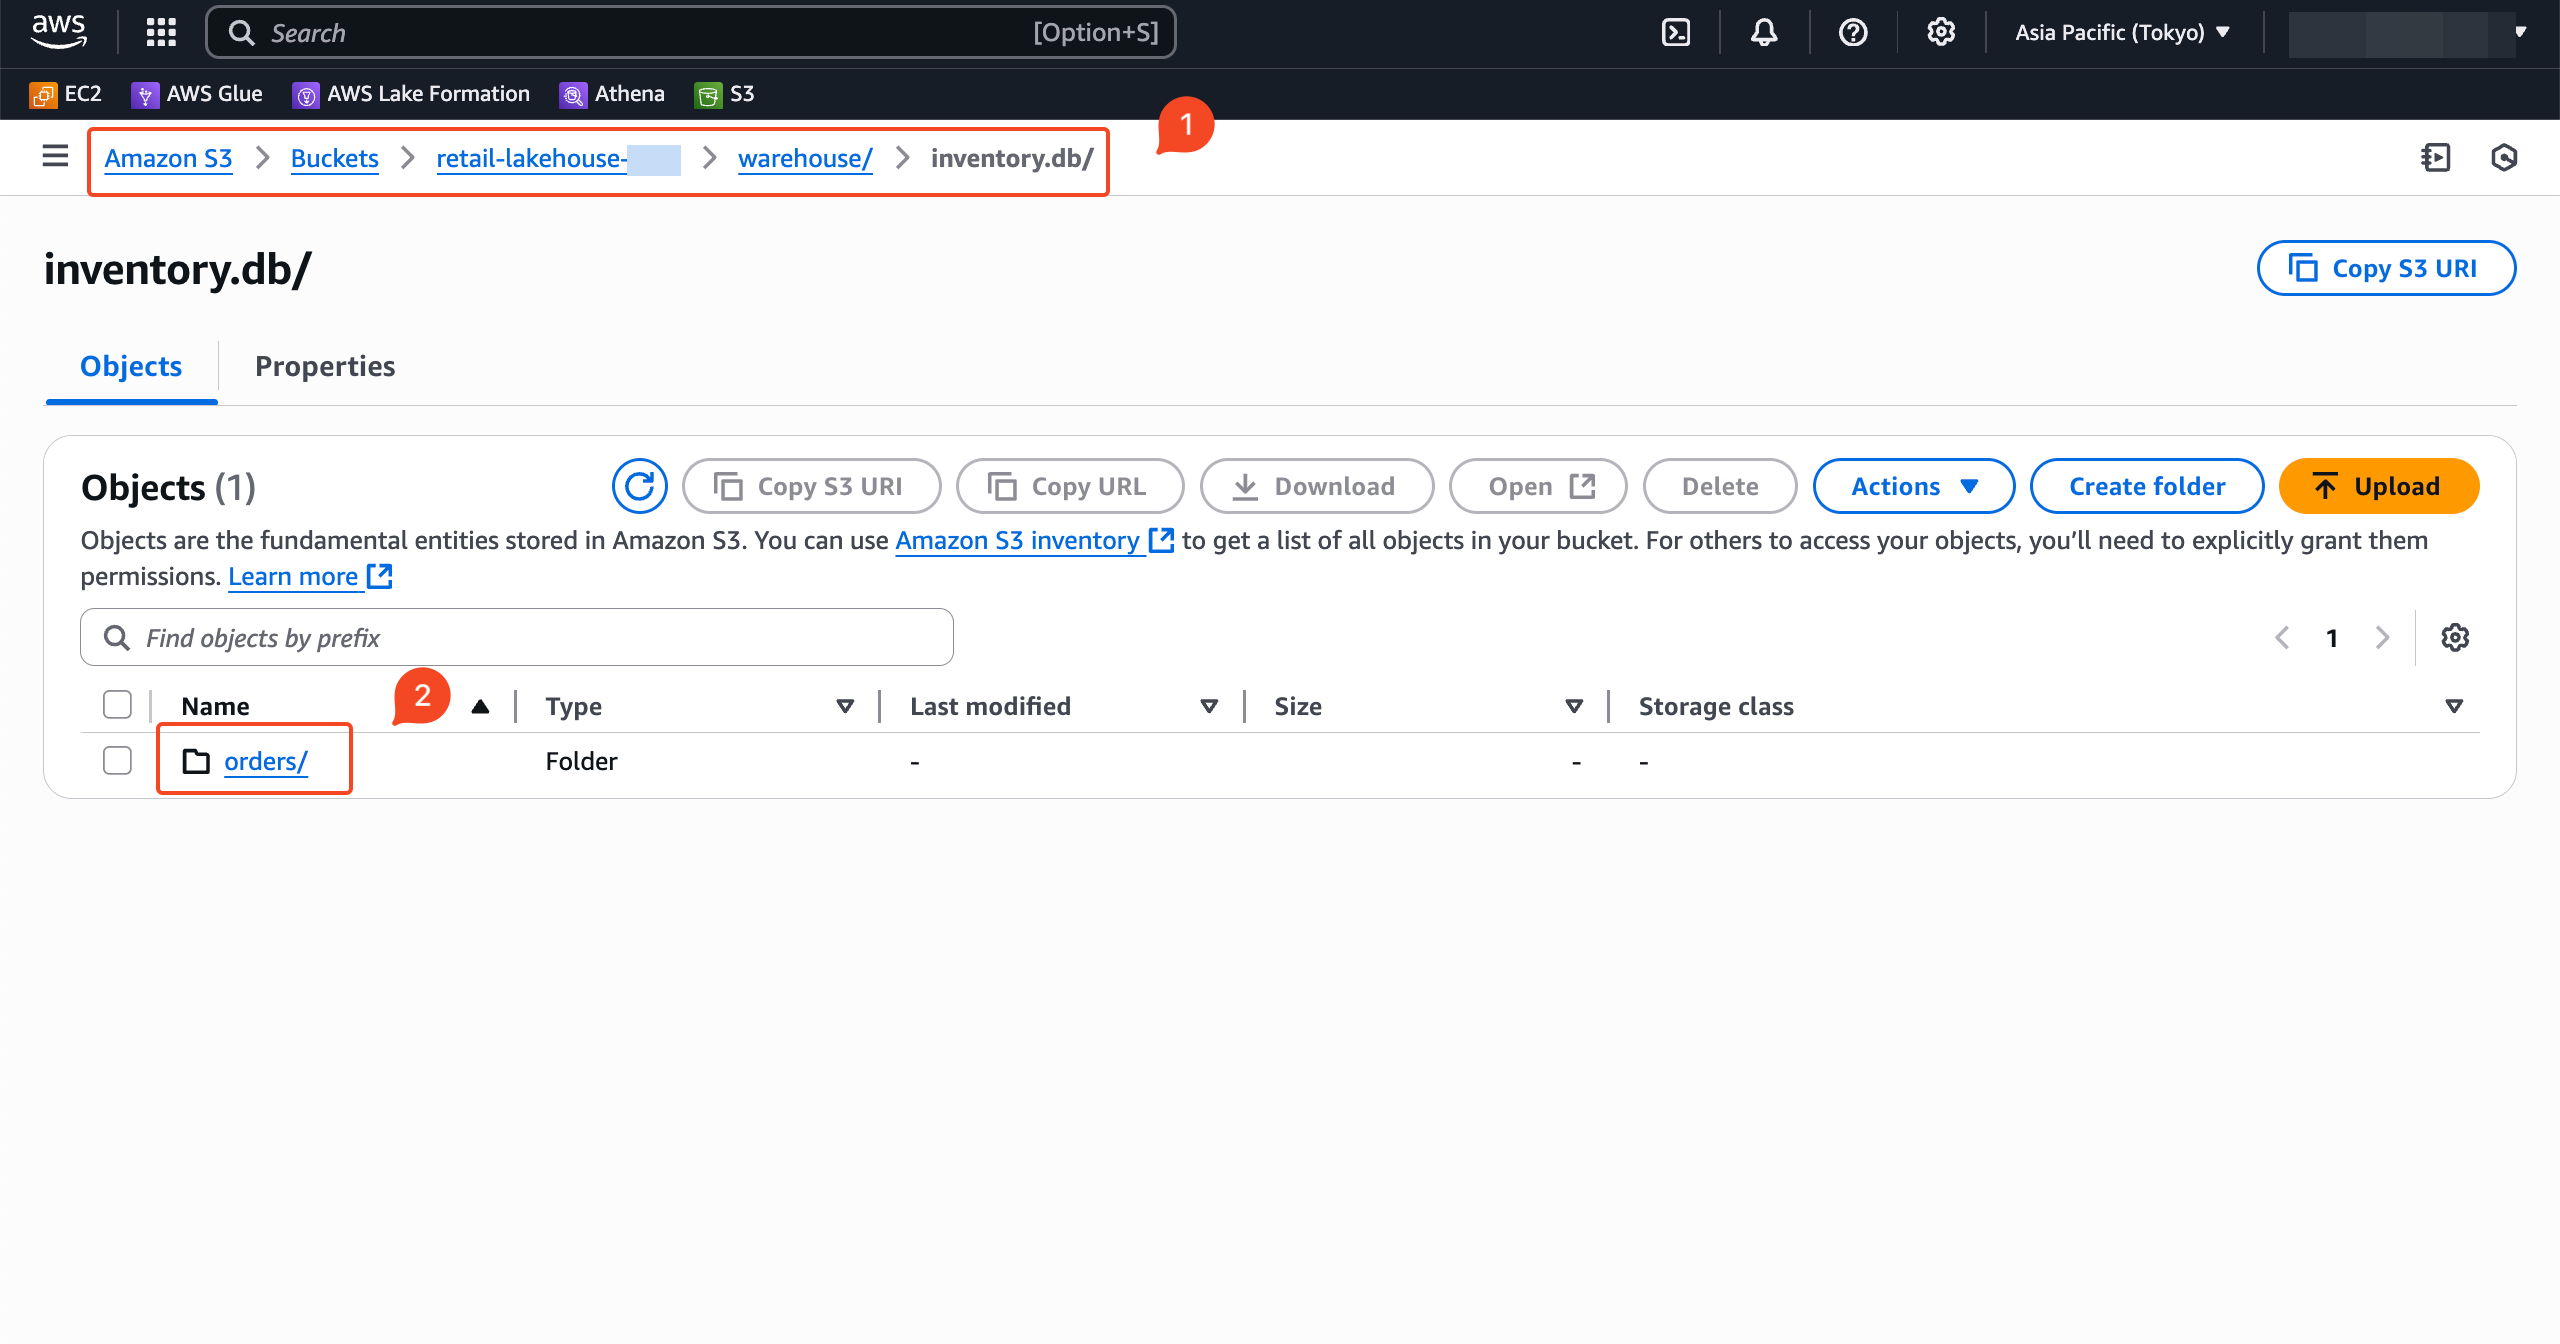 aws Search [Option+S] Asia Pacific (Tokyo)
EC2 AWS Glue AWS Lake Formation Athena S3
1
Amazon S3 Buckets retail-lakehouse- warehouse/ inventory.db/
inventory.db/
Copy S3 URI
Objects Properties
Objects (1) Copy S3 URI Copy URL Download Open Delete Actions Create folder Upload
Objects are the fundamental entities stored in Amazon S3. You can use Amazon S3 inventory to get a list of all objects in your bucket. For others to access your objects, you’ll need to explicitly grant them
permissions. Learn more
Find objects by prefix 1
2
Name Type Last modified Size Storage class
orders/ Folder - - -